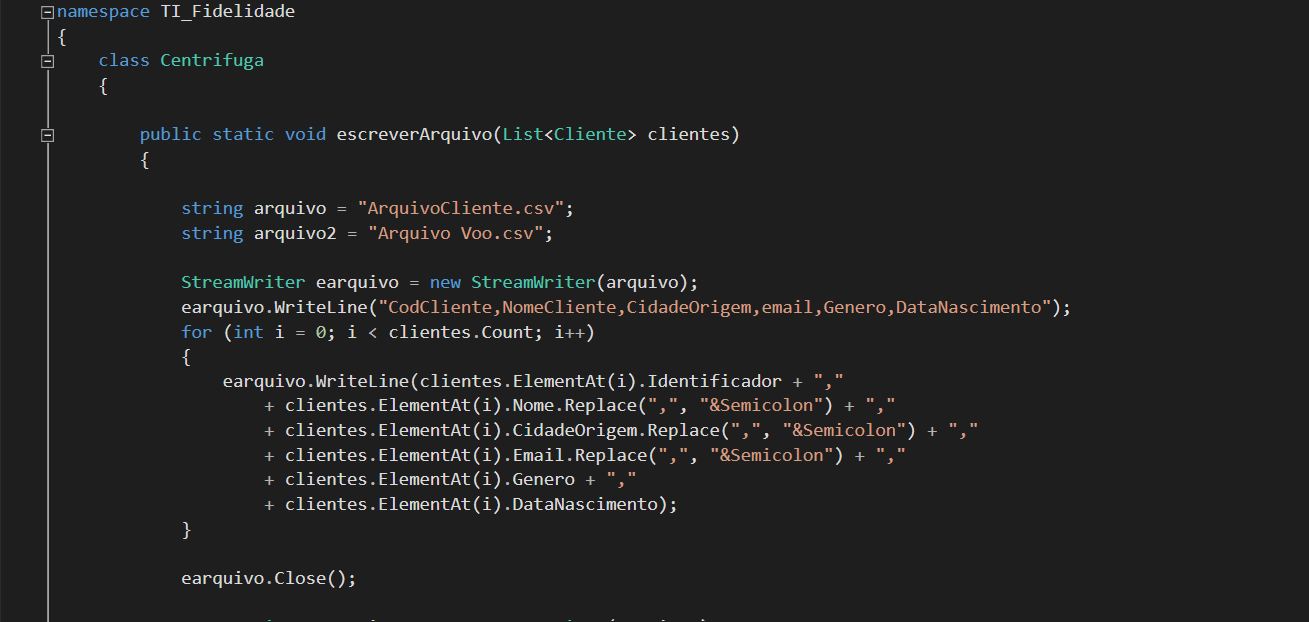 namespace TI_Fidelidade
{
class Centrifuga
{
public static void escreverArquivo(List<Cliente> clientes)
{
string arquivo = "ArquivoCliente.csv";
string arquivo2 = "Arquivo Voo.csv";
StreamWriter earquivo = new StreamWriter(arquivo);
earquivo.WriteLine("CodCliente,NomeCliente,CidadeOrigem,email,Genero,DataNascimento");
for (int i = 0; i < clientes.Count; i++)
{
earquivo.WriteLine(clientes.ElementAt(i).Identificador + ","
+ clientes.ElementAt(i).Nome.Replace(",", "&Semicolon") + ","
+ clientes.ElementAt(i).CidadeOrigem.Replace(",", "&Semicolon") + ","
+ clientes.ElementAt(i).Email.Replace(",", "&Semicolon") + ","
+ clientes.ElementAt(i).Genero + ","
+ clientes.ElementAt(i).DataNascimento);
}
earquivo.Close();